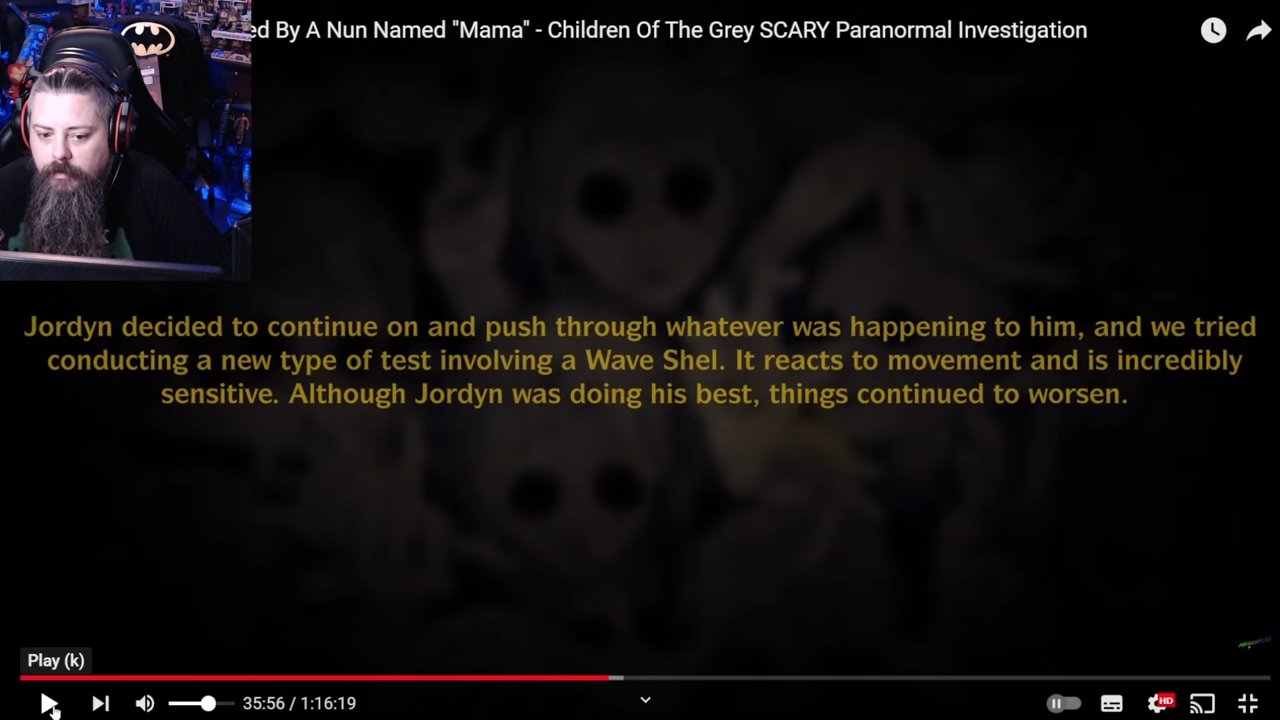 ed By A Nun Named "Mama" - Children Of The Grey SCARY Paranormal Investigation
Jordyn decided to continue on and push through whatever was happening to him, and we tried
conducting a new type of test involving a Wave Shel. It reacts to movement and is incredibly
sensitive. Although Jordyn was doing his best, things continued to worsen.
Play (k)
35:56 / 1:16:19
HD